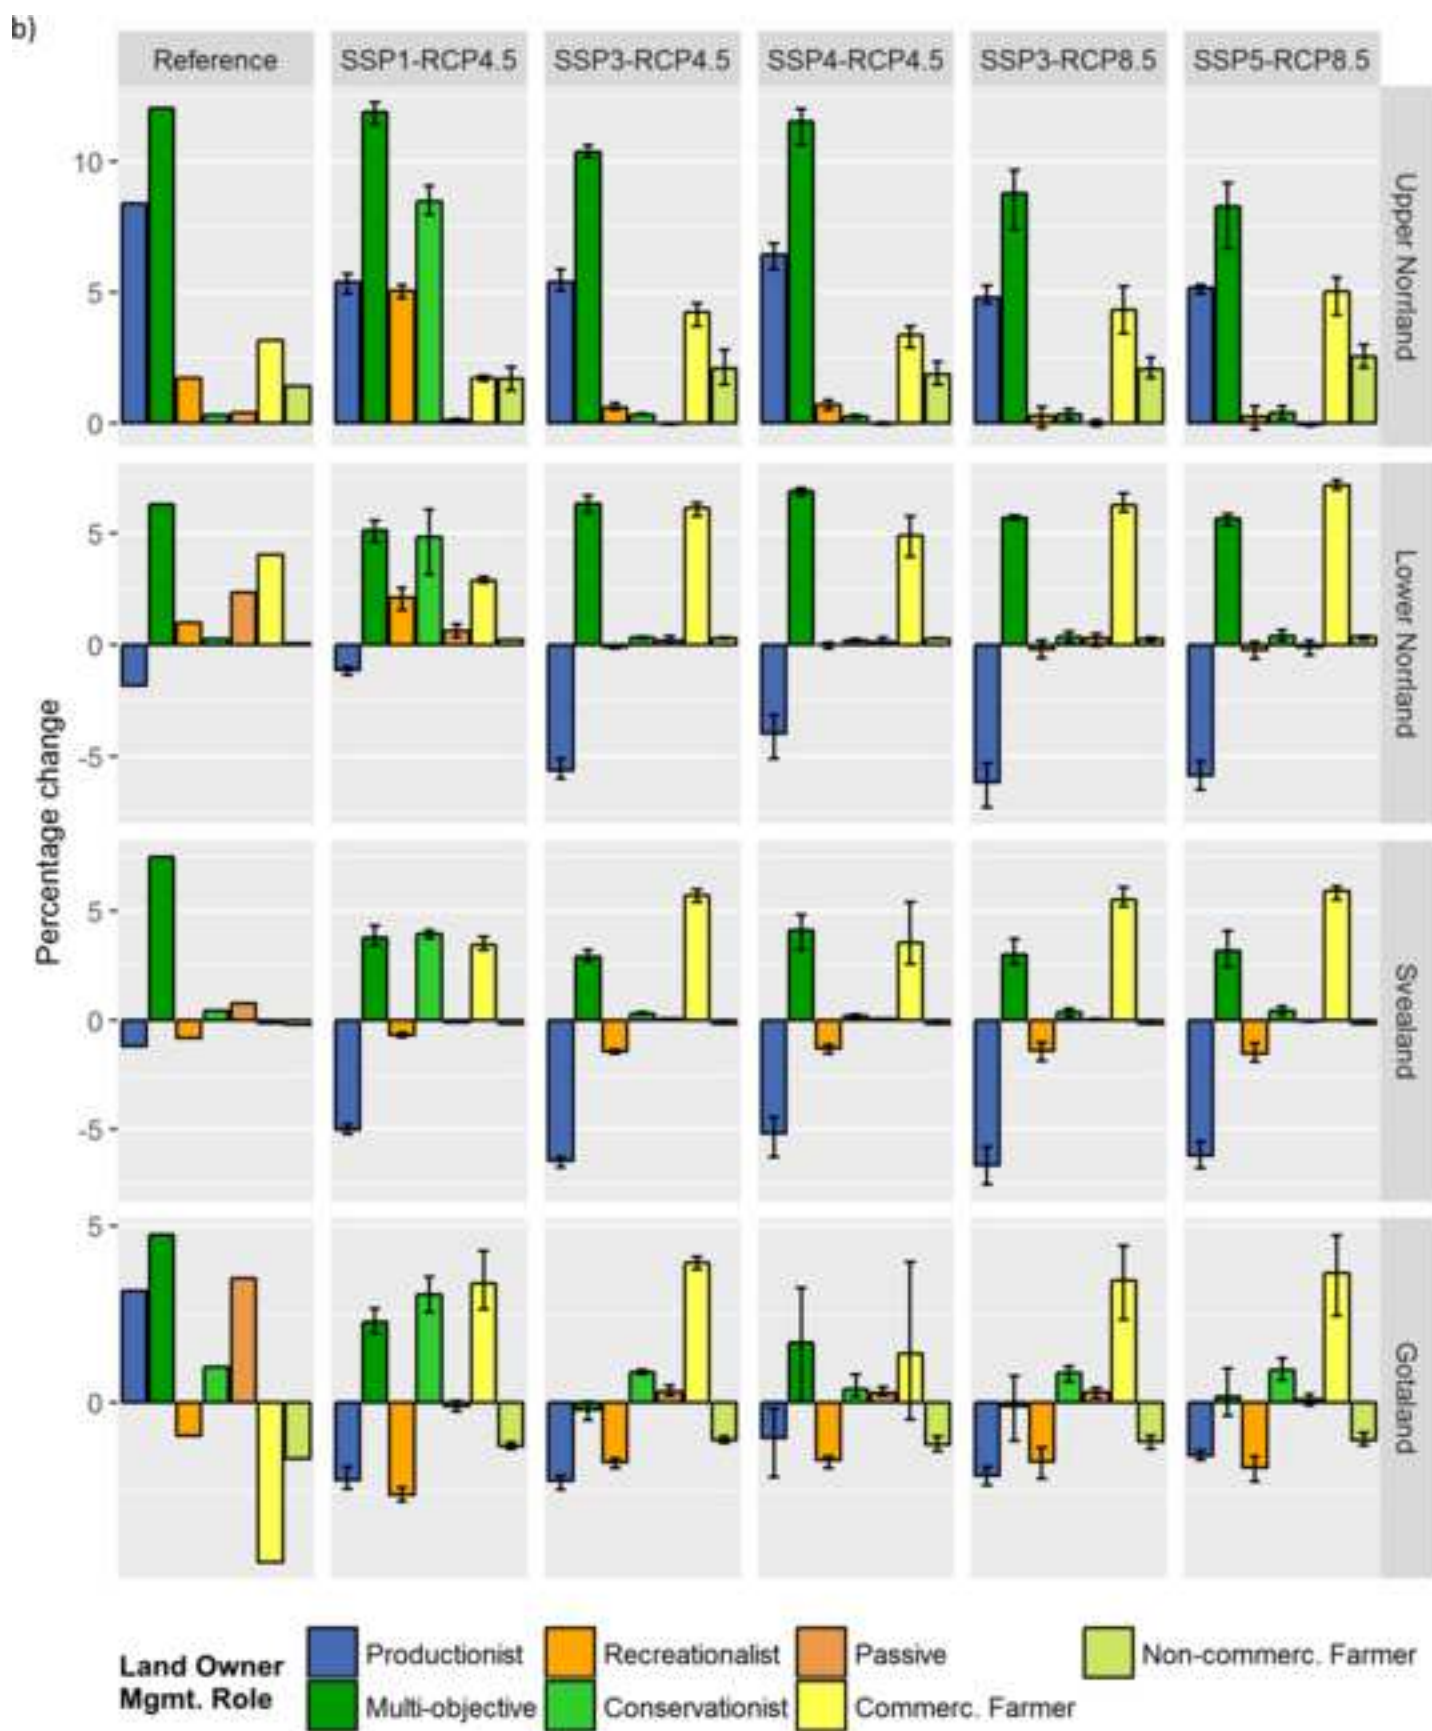 b)
Reference SSP1-RCP4.5 SSP3-RCP4.5 SSP4-RCP4.5 SSP3-RCP8.5 SSP5-RCP8.5
10
5
0
Upper Norrland
5
0
-5
Lower Norrland
Percentage change
5
0
-5
Svealand
5
0
Gotaland
Land Owner
Mgmt. Role
Productionist Recreationalist Passive Non-commerc. Farmer
Multi-objective Conservationist Commerc. Farmer